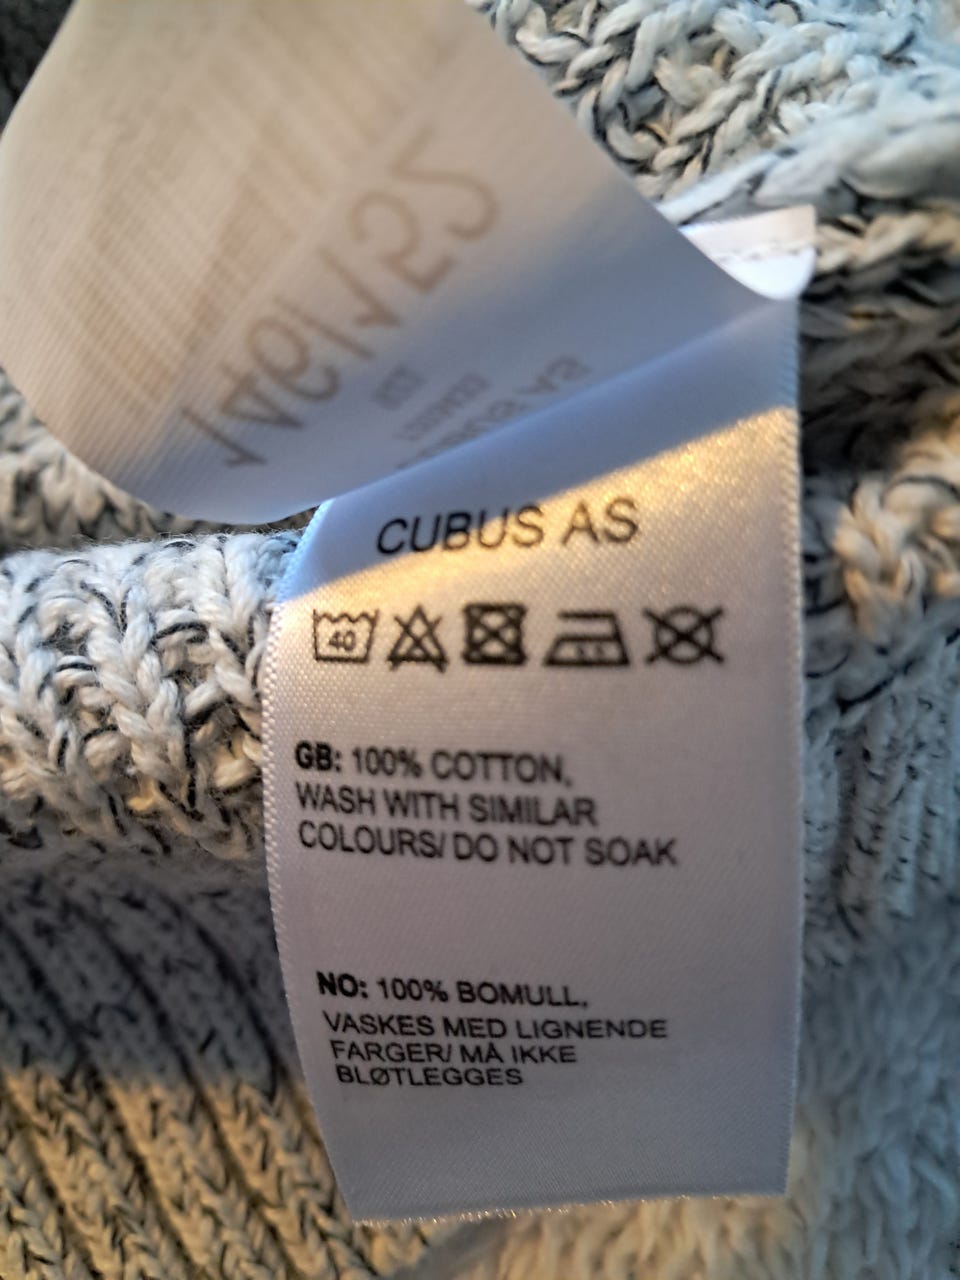 CUBUS AS
40
GB: 100% COTTON,
WASH WITH SIMILAR
COLOURS/ DO NOT SOAK
NO: 100% BOMULL,
VASKES MED LIGNENDE
FARGER/ MÅ IKKE
BLØTLEGGES